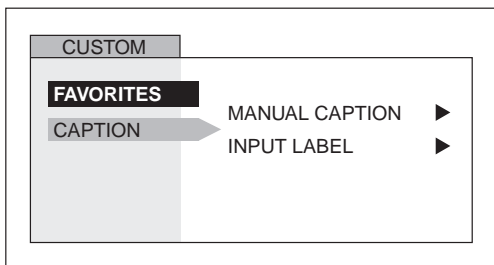 CUSTOM
FAVORITES
CAPTION
MANUAL CAPTION
INPUT LABEL